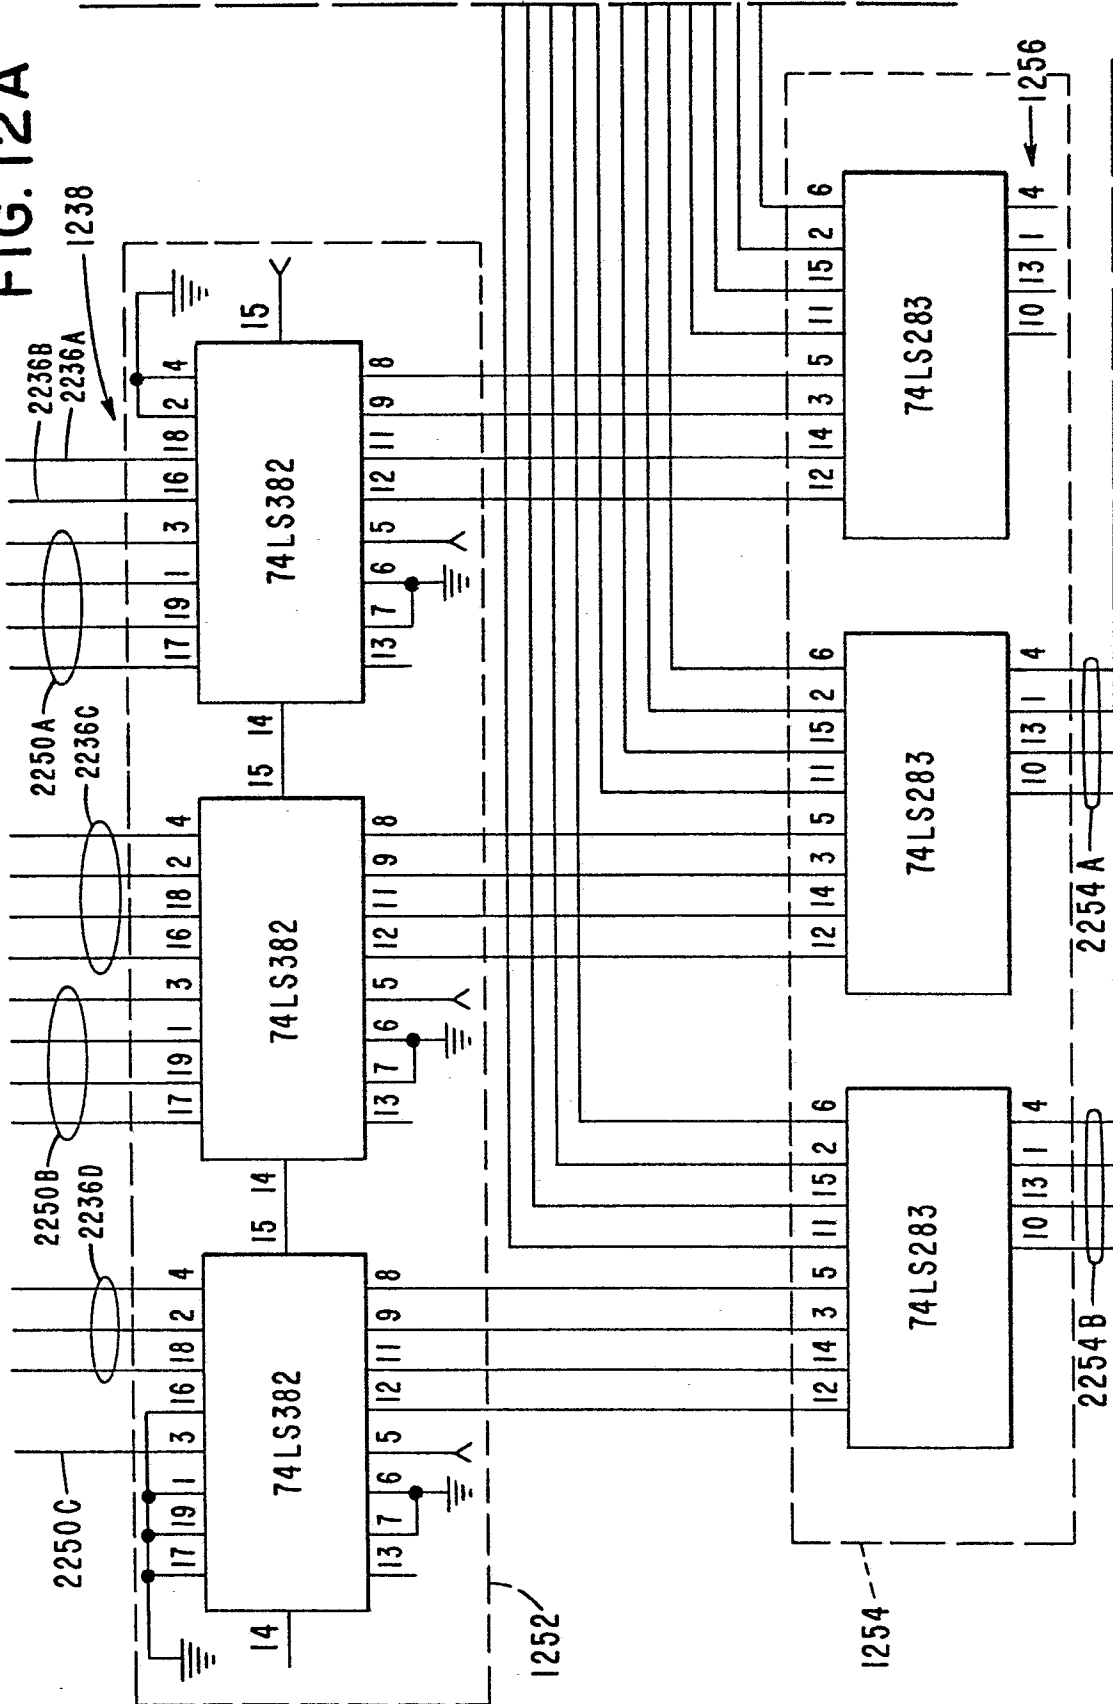 FIG. 12A
2236B
2236A
1238
2250C
2250B
2236D
2250A
2236C
17 19 1 3 16 18 2 4 17 19 1 3 16 18 2 4 17 19 1 3 16 18 2 4
14 15 14 15 14 15
74LS382 74LS382 74LS382
13 7 6 5 12 11 9 8 13 7 6 5 12 11 9 8 13 7 6 5 12 11 9 8
1252
12 14 3 5 11 15 2 6 12 14 3 5 11 15 2 6 12 14 3 5 11 15 2 6
1254
74LS283 74LS283 74LS283
10 13 1 4 10 13 1 4 10 13 1 4
1256
2254B 2254A